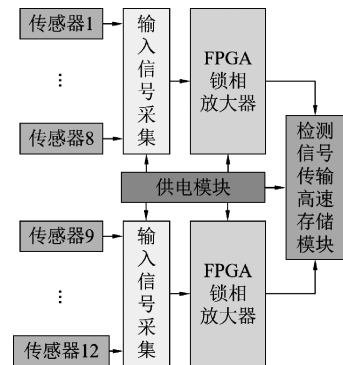 传感器1
⋮
传感器8
输
入
信
号
采
集
FPGA
锁相
放大器
检测
信号
传输
高速
存储
模块
供电模块
传感器9
⋮
传感器12
输
入
信
号
采
集
FPGA
锁相
放大器